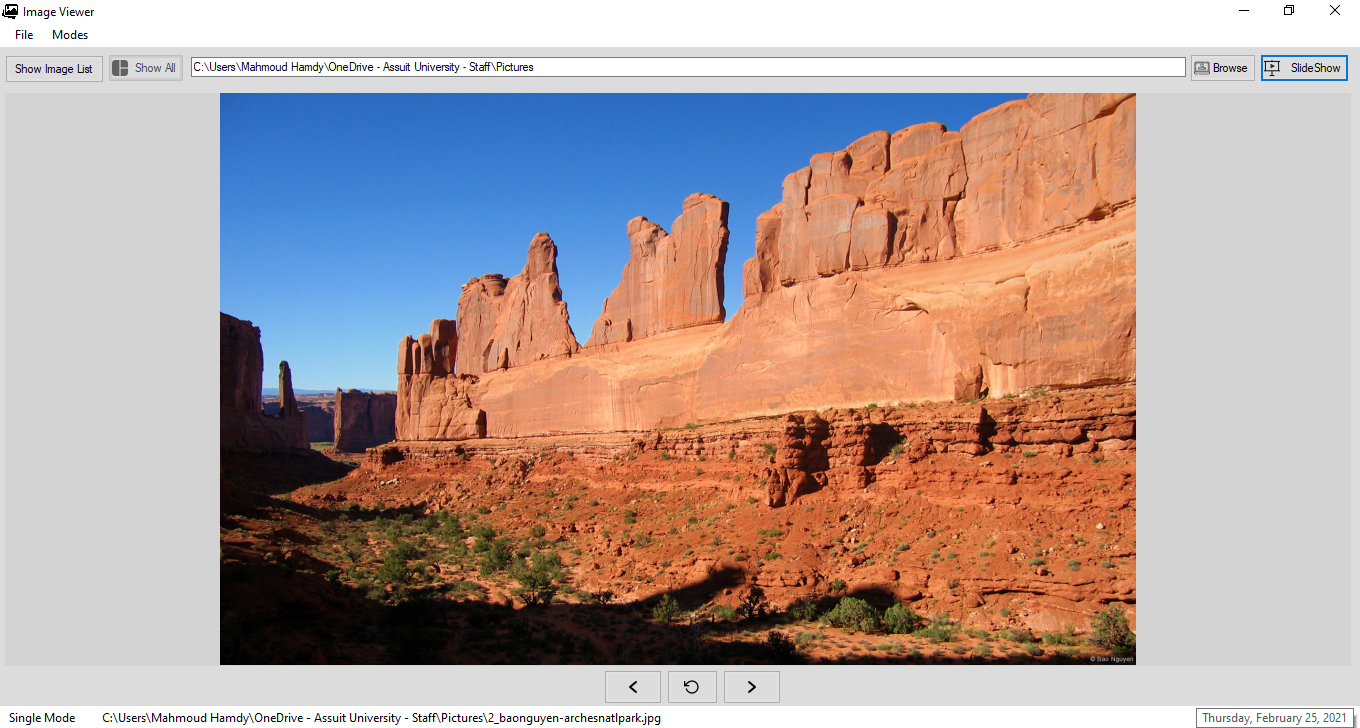 Image Viewer
File Modes
Show Image List Show All C:\Users\Mahmoud Hamdy\OneDrive - Assuit University - Staff\Pictures Browse SlideShow
© Bao Nguyen
Single Mode C:\Users\Mahmoud Hamdy\OneDrive - Assuit University - Staff\Pictures\2_baonguyen-archesnatlpark.jpg Thursday, February 25, 2021